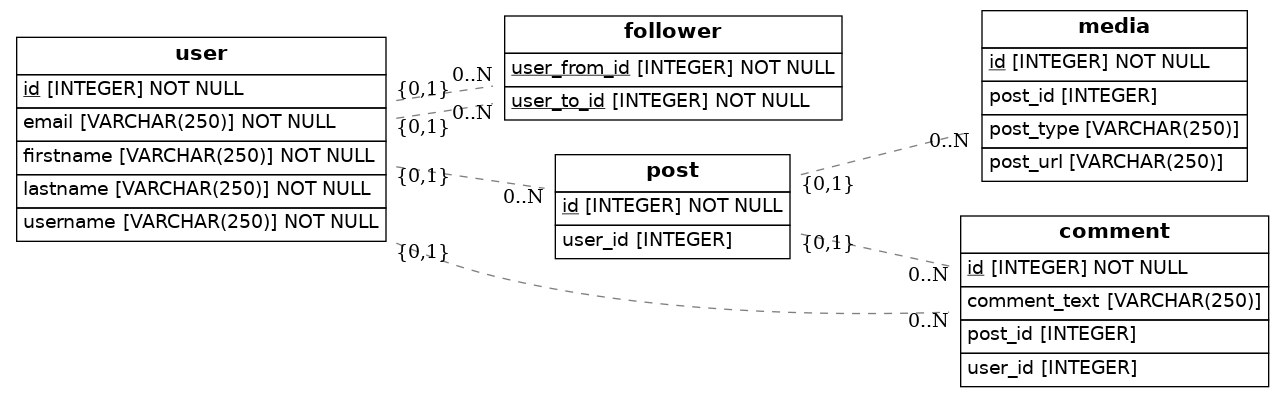 user
id [INTEGER] NOT NULL
email [VARCHAR(250)] NOT NULL
firstname [VARCHAR(250)] NOT NULL
lastname [VARCHAR(250)] NOT NULL
username [VARCHAR(250)] NOT NULL
follower
user_from_id [INTEGER] NOT NULL
user_to_id [INTEGER] NOT NULL
0..N
{0,1}
0..N
{0,1}
post
id [INTEGER] NOT NULL
user_id [INTEGER]
{0,1}
0..N
media
id [INTEGER] NOT NULL
post_id [INTEGER]
post_type [VARCHAR(250)]
post_url [VARCHAR(250)]
0..N
{0,1}
comment
id [INTEGER] NOT NULL
comment_text [VARCHAR(250)]
post_id [INTEGER]
user_id [INTEGER]
{0,1}
0..N
{0,1}
0..N